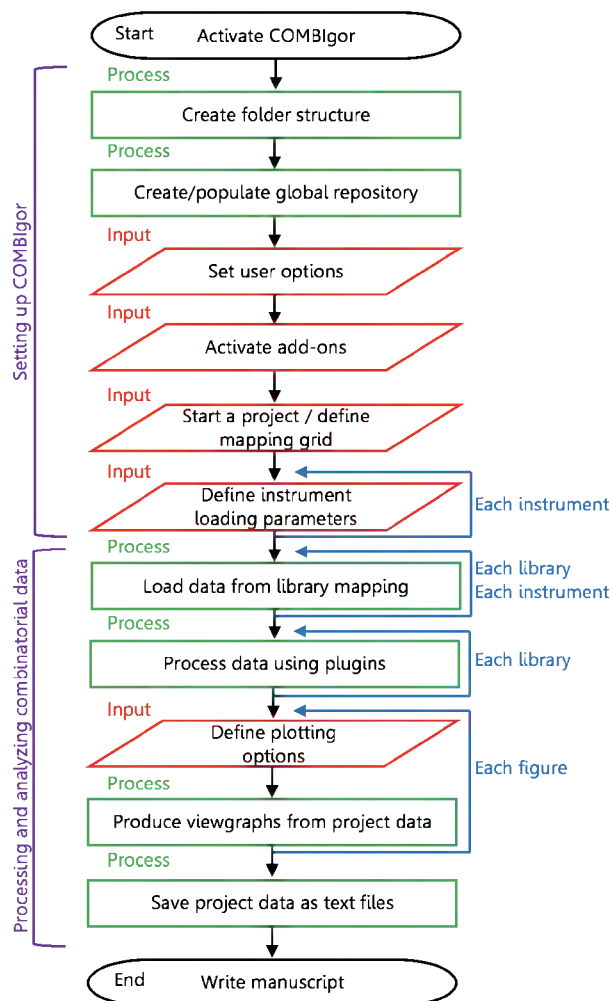 Start Activate COMBIgor
Process
Create folder structure
Process
Create/populate global repository
Input
Set user options
Input
Activate add-ons
Input
Start a project / define
mapping grid
Input
Define instrument
loading parameters
Each instrument
Setting up COMBIgor
Process
Load data from library mapping
Each library
Each instrument
Process
Process data using plugins
Each library
Input
Define plotting
options
Each figure
Process
Produce viewgraphs from project data
Process
Save project data as text files
Processing and analyzing combinatorial data
End Write manuscript